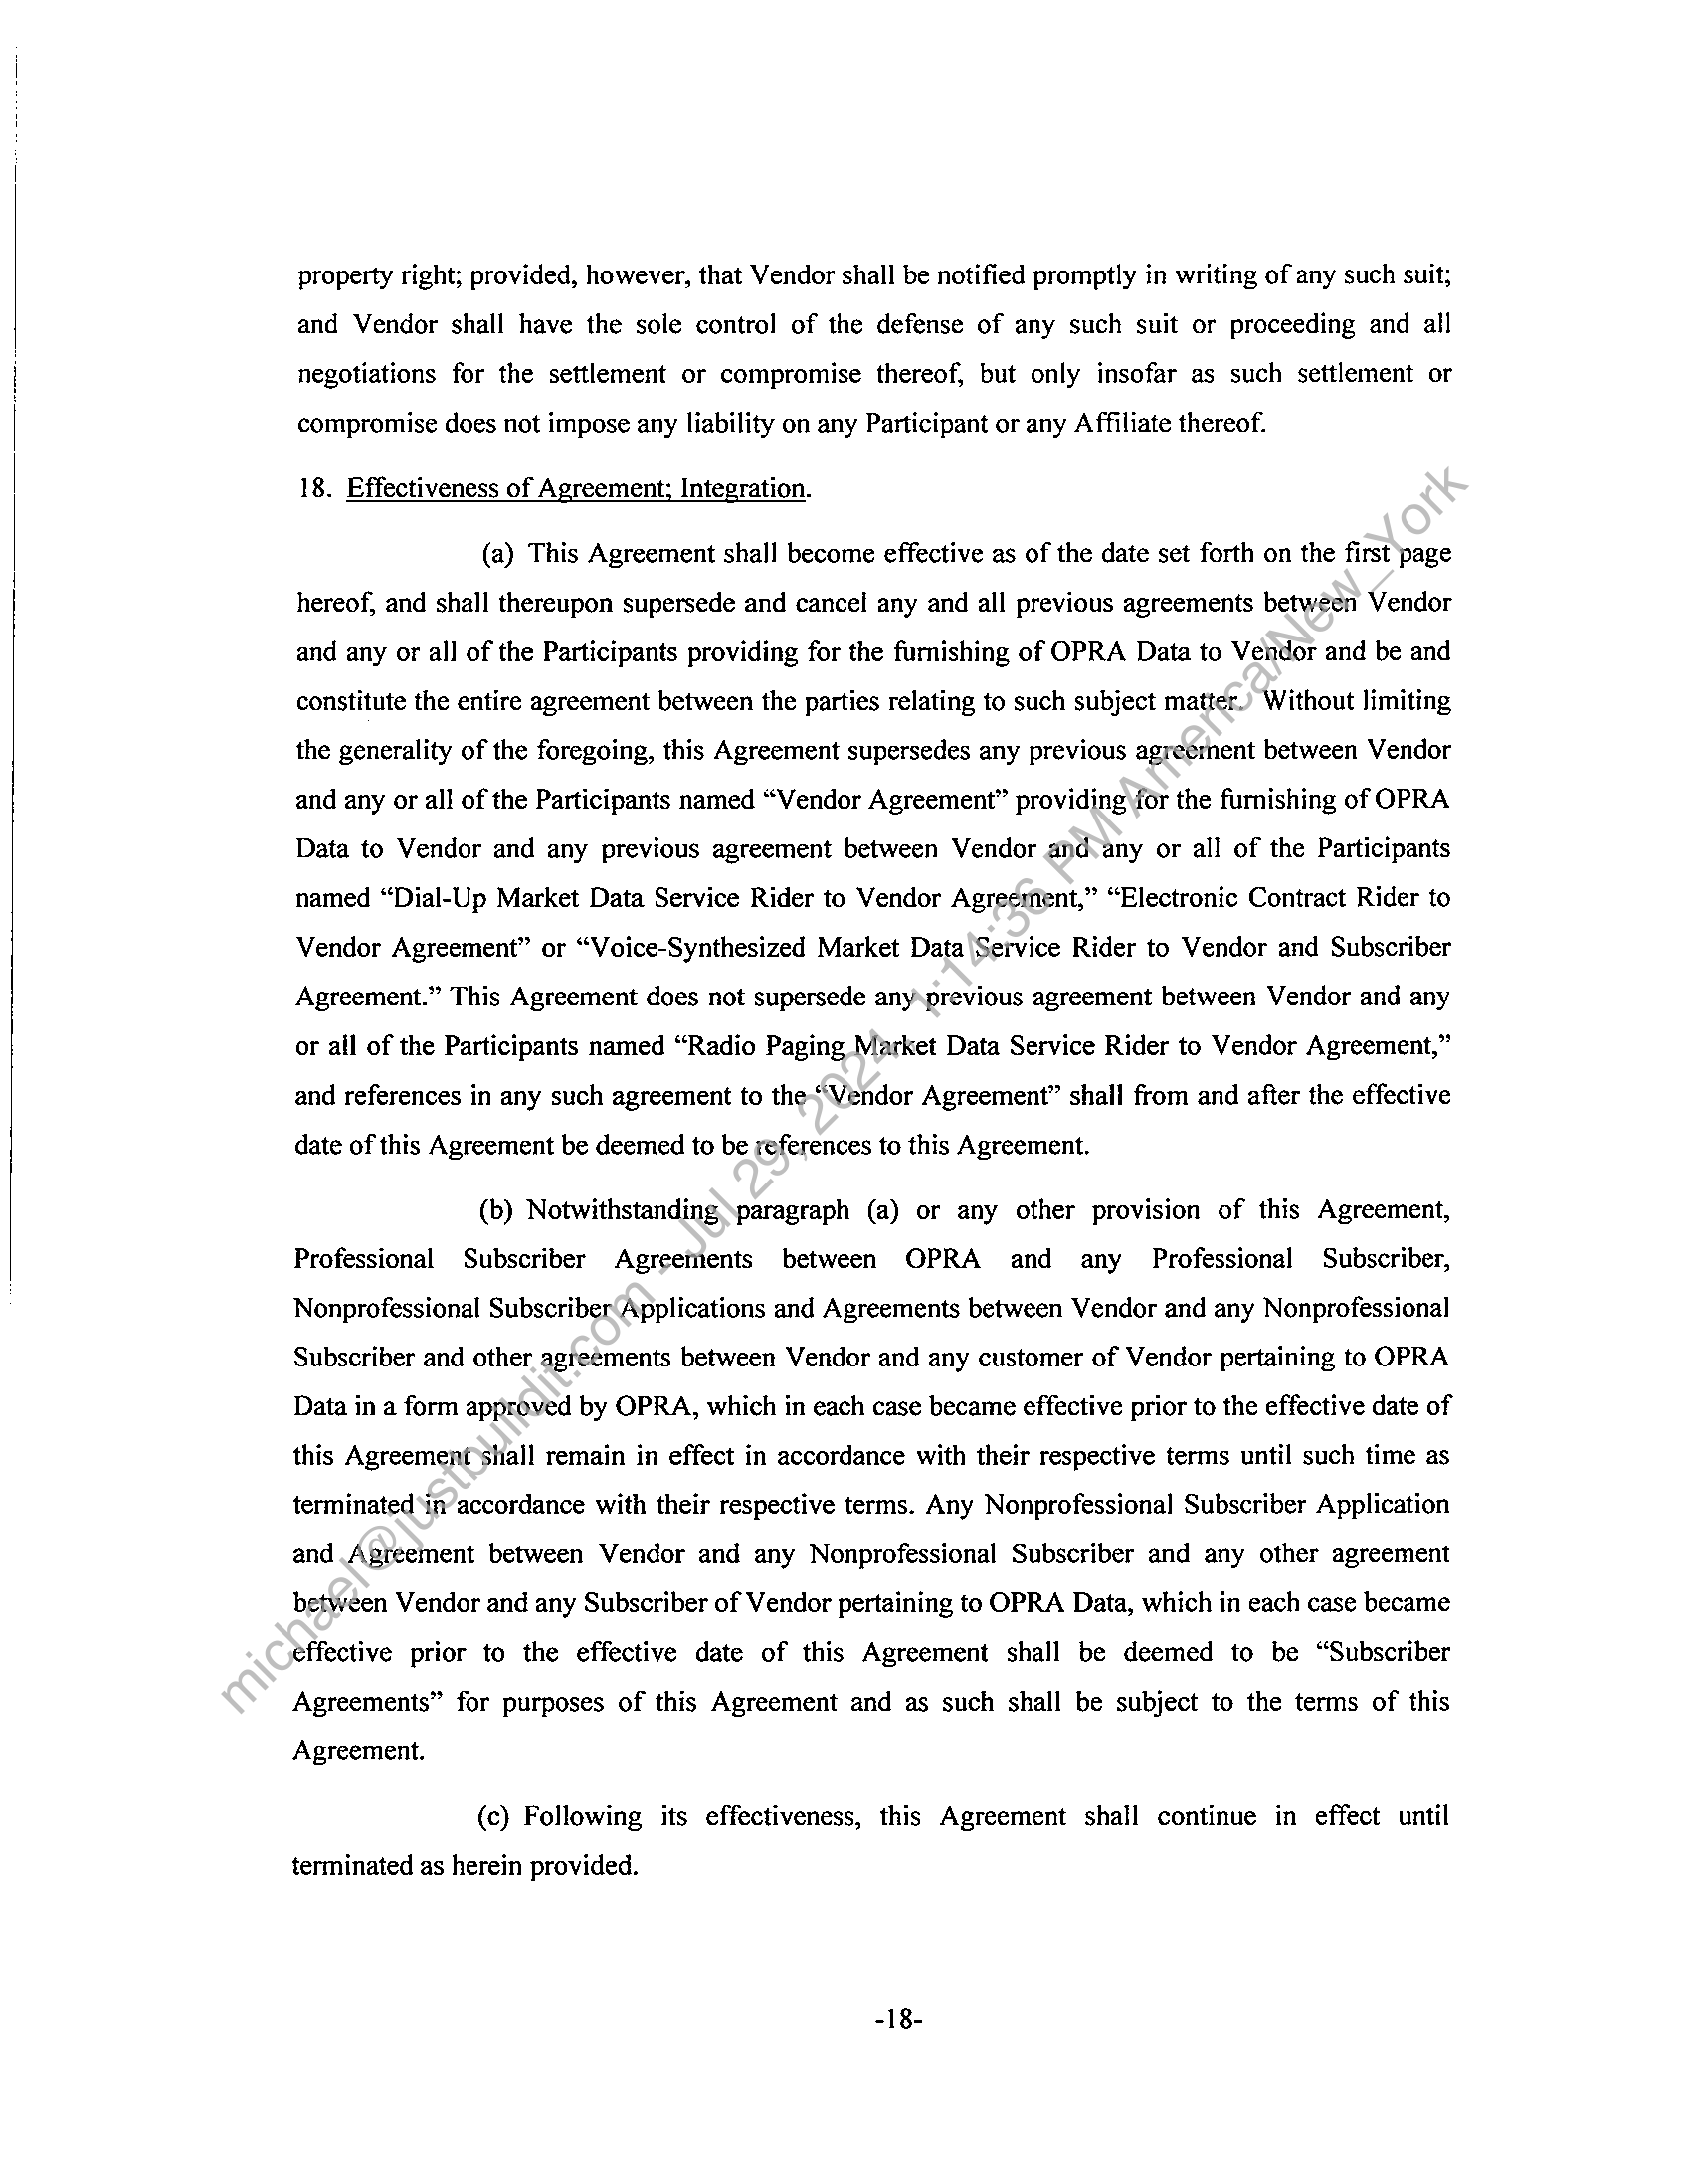 property right; provided, however, that Vendor shall be notified promptly in writing of any such suit;
and Vendor shall have the sole control of the defense of any such suit or proceeding and all
negotiations for the settlement or compromise thereof, but only insofar as such settlement or
compromise does not impose any liability on any Participant or any Affiliate thereof.
18. Effectiveness of Agreement; Integration.
(a) This Agreement shall become effective as of the date set forth on the first page
hereof, and shall thereupon supersede and cancel any and all previous agreements between Vendor
and any or all of the Participants providing for the furnishing of OPRA Data to Vendor and be and
constitute the entire agreement between the parties relating to such subject matter. Without limiting
the generality of the foregoing, this Agreement supersedes any previous agreement between Vendor
and any or all of the Participants named “Vendor Agreement” providing for the furnishing of OPRA
Data to Vendor and any previous agreement between Vendor and any or all of the Participants
named “Dial-Up Market Data Service Rider to Vendor Agreement,” “Electronic Contract Rider to
Vendor Agreement” or “Voice-Synthesized Market Data Service Rider to Vendor and Subscriber
Agreement.” This Agreement does not supersede any previous agreement between Vendor and any
or all of the Participants named “Radio Paging Market Data Service Rider to Vendor Agreement,”
and references in any such agreement to the “Vendor Agreement” shall from and after the effective
date of this Agreement be deemed to be references to this Agreement.
(b) Notwithstanding paragraph (a) or any other provision of this Agreement,
Professional Subscriber Agreements between OPRA and any Professional Subscriber,
Nonprofessional Subscriber Applications and Agreements between Vendor and any Nonprofessional
Subscriber and other agreements between Vendor and any customer of Vendor pertaining to OPRA
Data in a form approved by OPRA, which in each case became effective prior to the effective date of
this Agreement shall remain in effect in accordance with their respective terms until such time as
terminated in accordance with their respective terms. Any Nonprofessional Subscriber Application
and Agreement between Vendor and any Nonprofessional Subscriber and any other agreement
between Vendor and any Subscriber of Vendor pertaining to OPRA Data, which in each case became
effective prior to the effective date of this Agreement shall be deemed to be “Subscriber
Agreements” for purposes of this Agreement and as such shall be subject to the terms of this
Agreement.
(c) Following its effectiveness, this Agreement shall continue in effect until
terminated as herein provided.
-18-
michael@justbuildit.com - Jul 29, 2024, 1:14:36 PM America/New_York